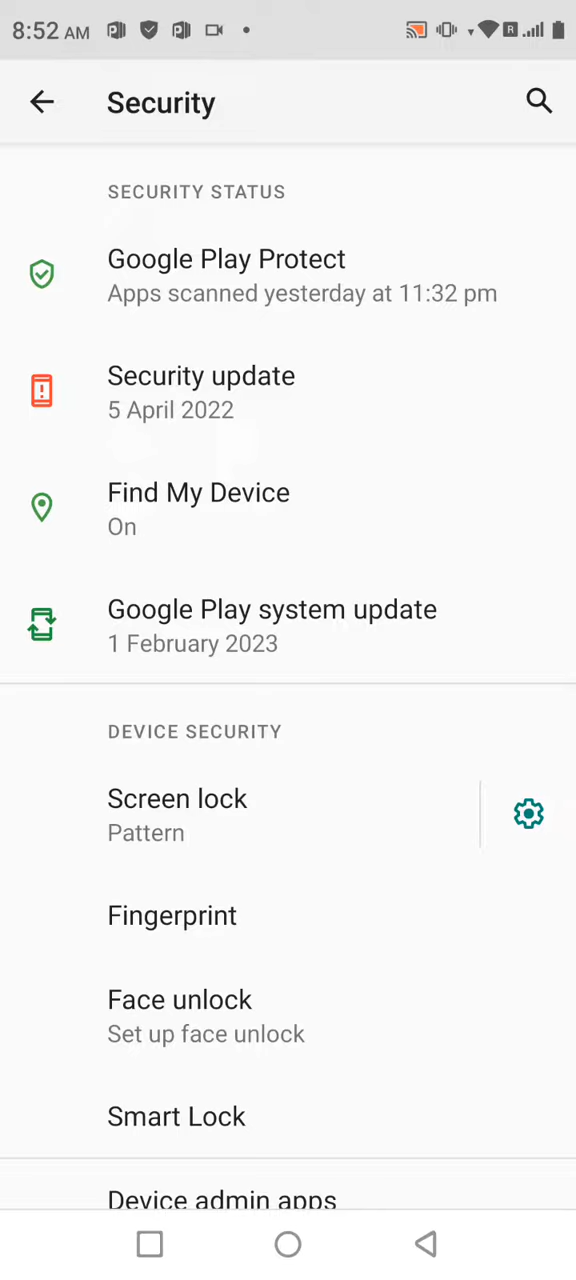 8:52 AM
R
Security
SECURITY STATUS
Google Play Protect
Apps scanned yesterday at 11:32 pm
Security update
5 April 2022
Find My Device
On
Google Play system update
1 February 2023
DEVICE SECURITY
Screen lock
Pattern
Fingerprint
Face unlock
Set up face unlock
Smart Lock
Device admin apps